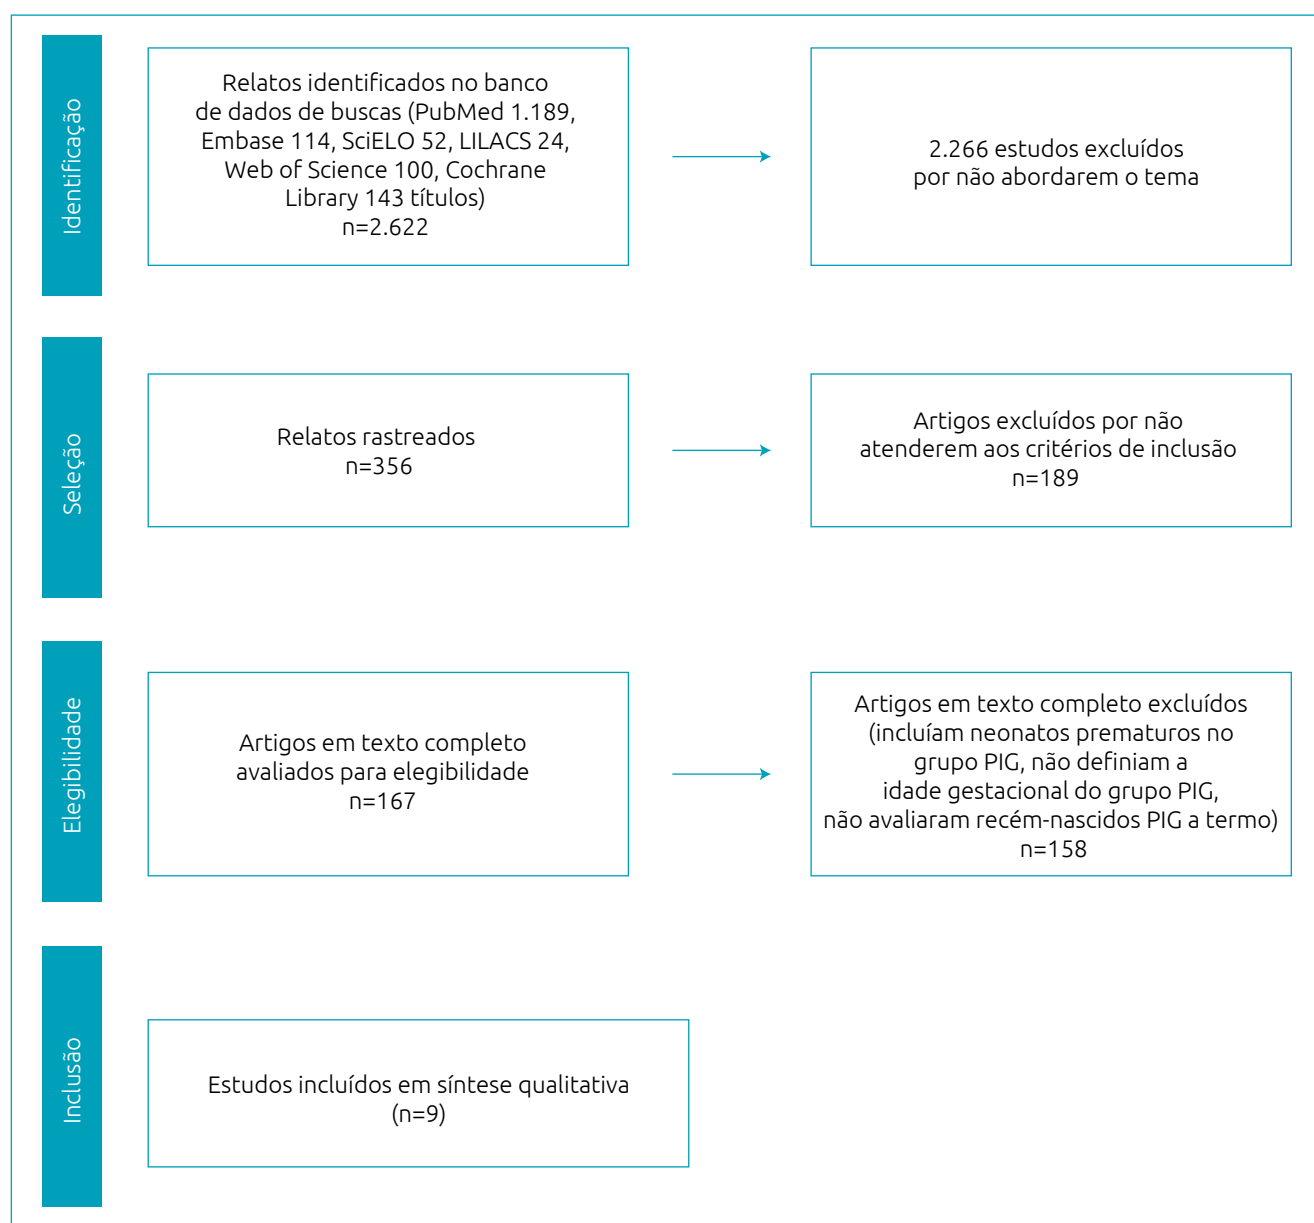 Identificação
Relatos identificados no banco
de dados de buscas (PubMed 1.189,
Embase 114, SciELO 52, LILACS 24,
Web of Science 100, Cochrane
Library 143 títulos)
n=2.622
2.266 estudos excluídos
por não abordarem o tema
Seleção
Relatos rastreados
n=356
Artigos excluídos por não
atenderem aos critérios de inclusão
n=189
Elegibilidade
Artigos em texto completo
avaliados para elegibilidade
n=167
Artigos em texto completo excluídos
(incluíam neonatos prematuros no
grupo PIG, não definiam a
idade gestacional do grupo PIG,
não avaliaram recém-nascidos PIG a termo)
n=158
Inclusão
Estudos incluídos em síntese qualitativa
(n=9)